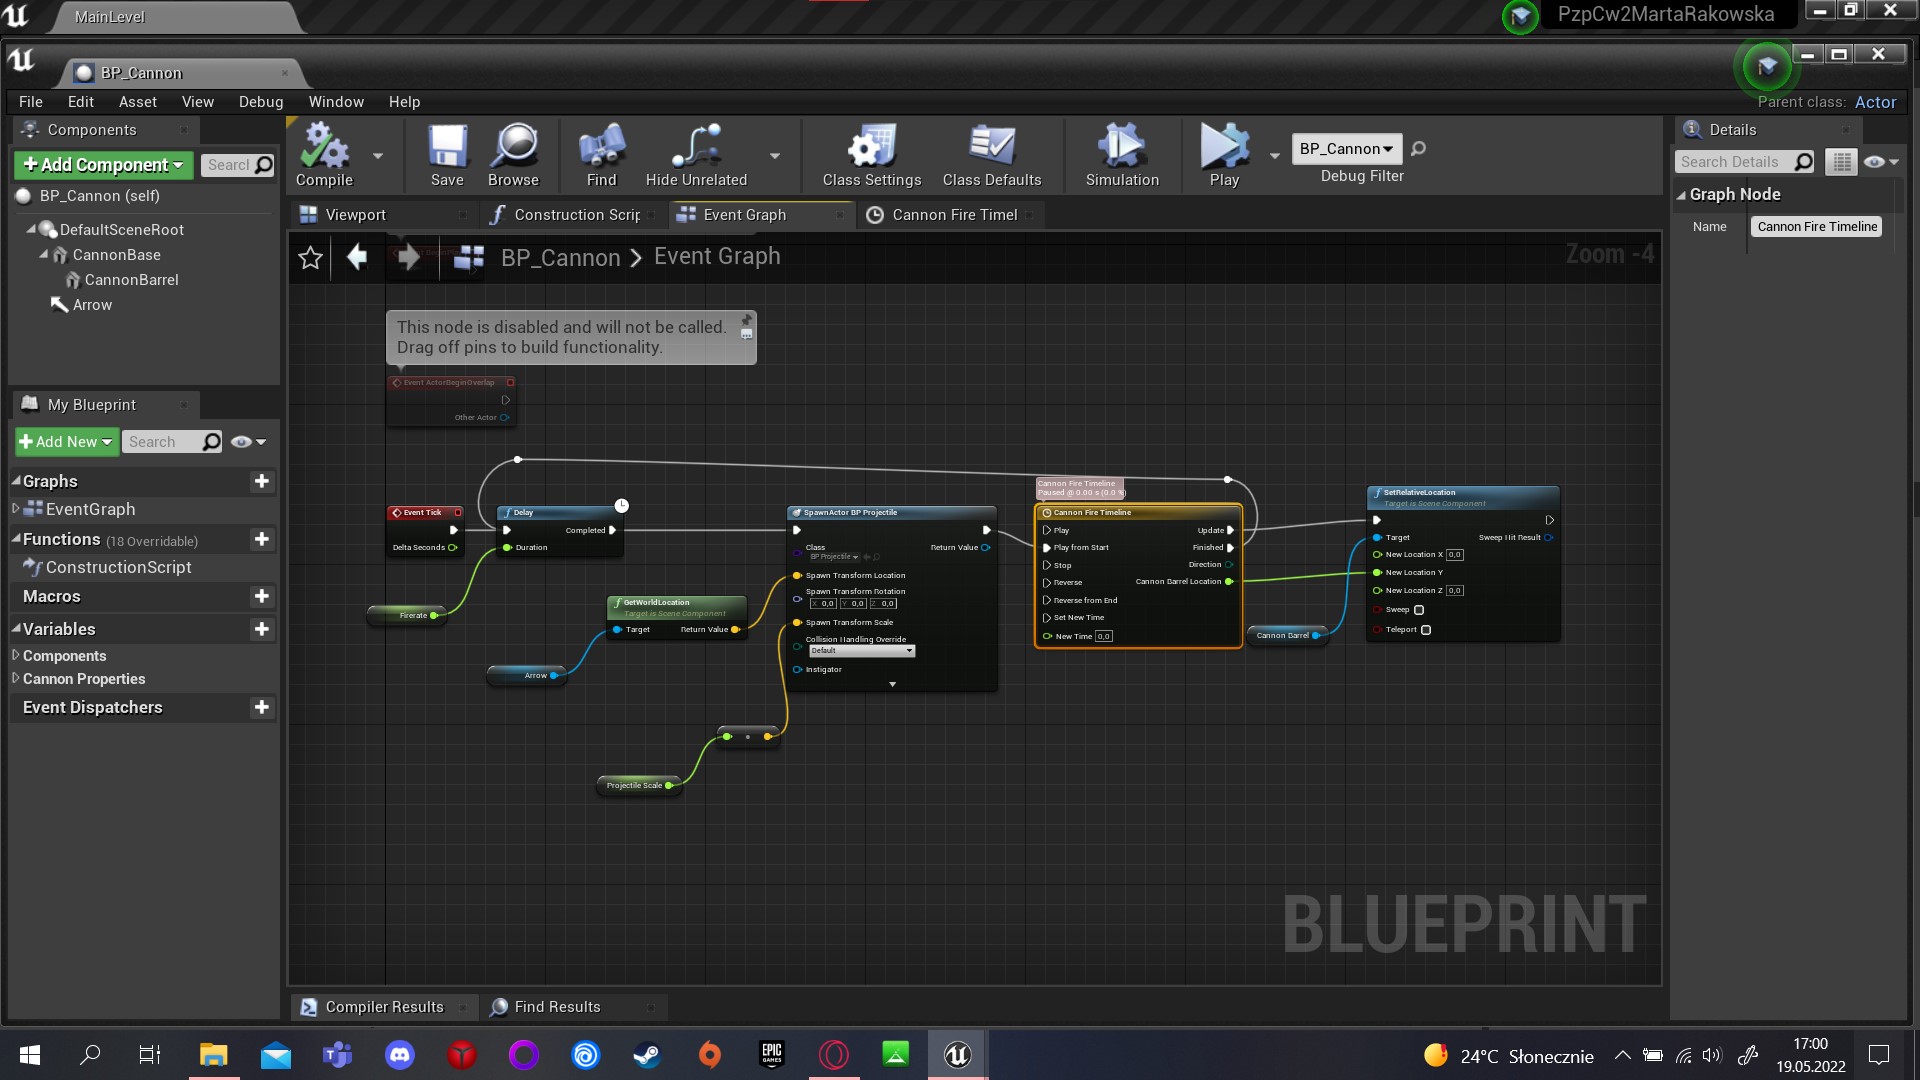 MainLevel
PzpCw2MartaRakowska
BP_Cannon
File Edit Asset View Debug Window Help
Parent class: Actor
Components
Add Component
Search
BP_Cannon (self)
DefaultSceneRoot
CannonBase
CannonBarrel
Arrow
Compile
Save
Browse
Find
Hide Unrelated
Class Settings
Class Defaults
Simulation
Play
BP_Cannon
Debug Filter
Details
Search Details
Graph Node
Name Cannon Fire Timeline
Viewport
Construction Scrip
Event Graph
Cannon Fire Timel
BP_Cannon > Event Graph
Zoom -4
This node is disabled and will not be called.
Drag off pins to build functionality.
Event ActorBeginOverlap
Other Actor
My Blueprint
Add New
Search
Graphs
EventGraph
Functions (18 Overridable)
ConstructionScript
Macros
Variables
Components
Cannon Properties
Event Dispatchers
Event Tick
Delta Seconds
Delay
Completed
Duration
Firerate
GetWorldLocation
Target is Scene Component
Target Return Value
Arrow
Projectile Scale
SpawnActor BP Projectile
Class
BP Projectile
Return Value
Spawn Transform Location
Spawn Transform Rotation
X 0,0 Y 0,0 Z 0,0
Spawn Transform Scale
Collision Handling Override
Default
Instigator
Cannon Fire Timeline
Paused @ 0.00 s (0.0 %)
Cannon Fire Timeline
Play Update
Play from Start Finished
Stop Direction
Reverse Cannon Barrel Location
Reverse from End
Set New Time
New Time 0,0
Cannon Barrel
SetRelativeLocation
Target is Scene Component
Target Sweep Hit Result
New Location X 0,0
New Location Y
New Location Z 0,0
Sweep
Teleport
BLUEPRINT
Compiler Results
Find Results
EPIC
GAMES
24°C Słonecznie
17:00
19.05.2022